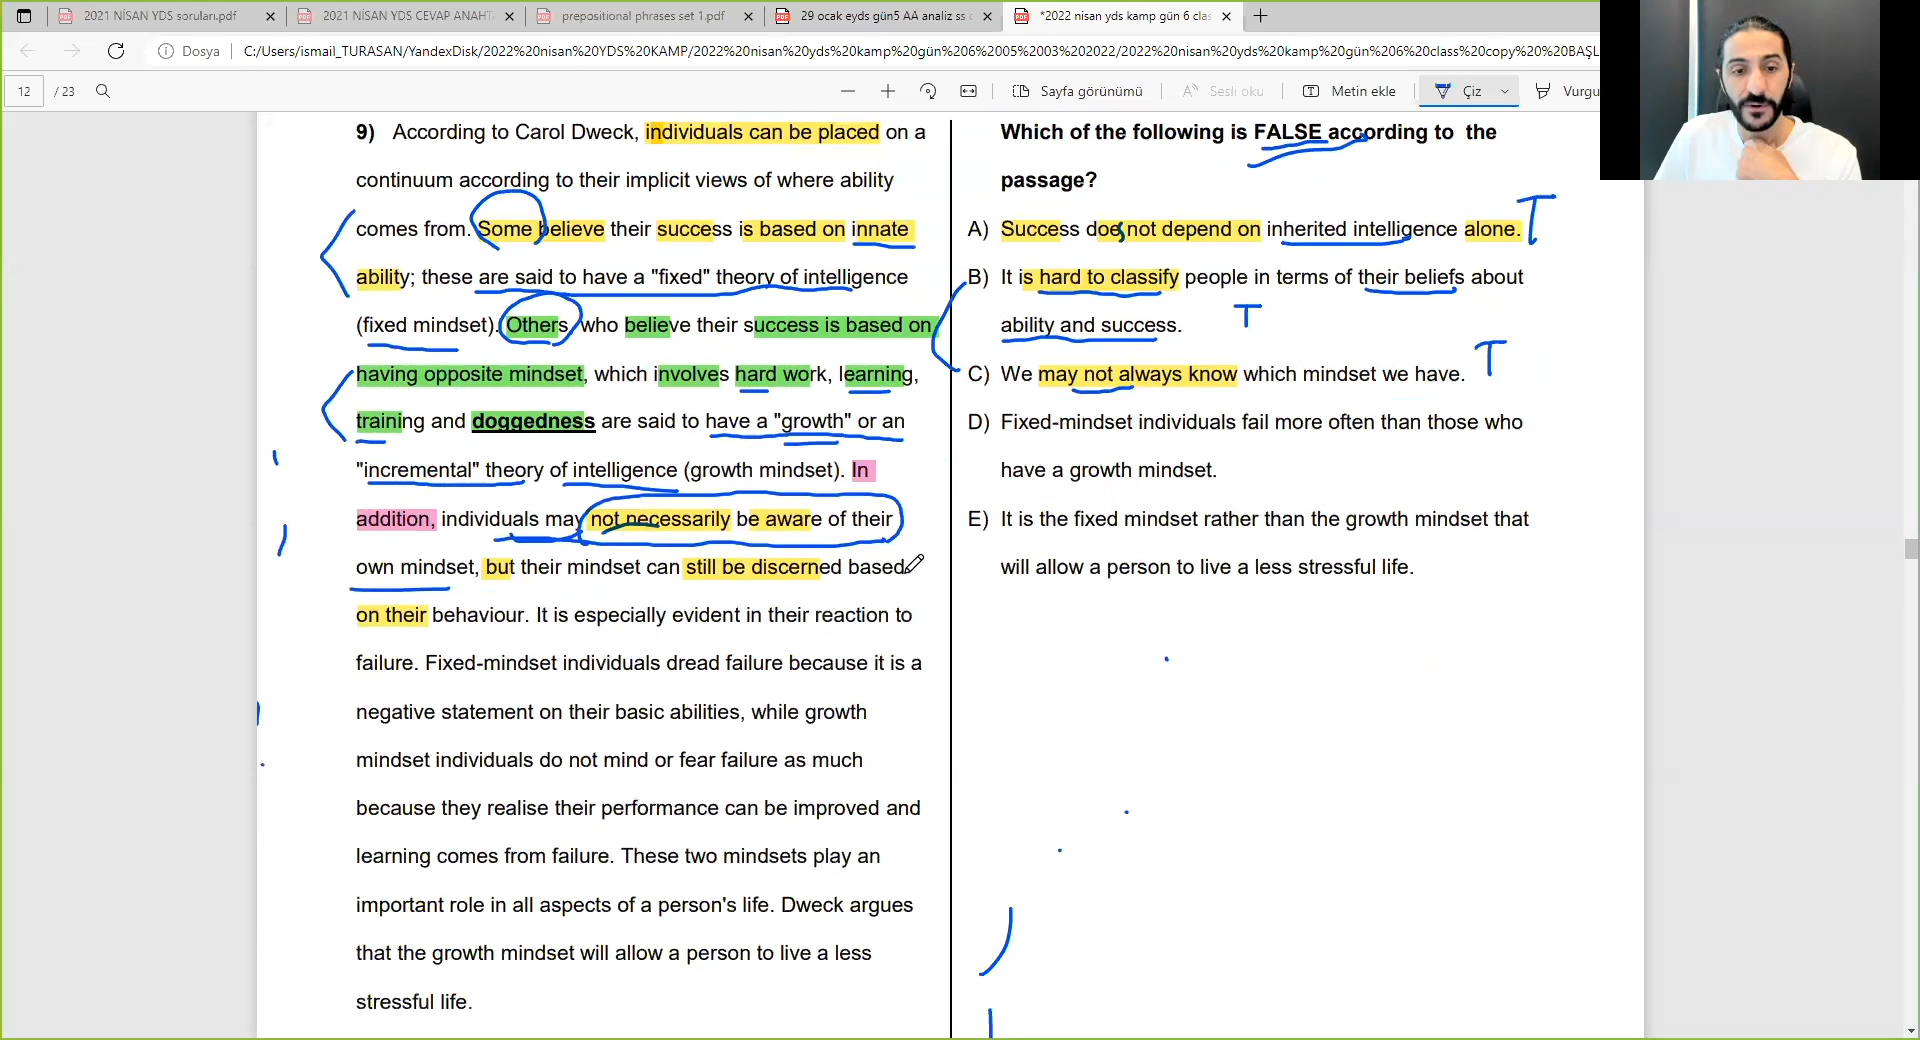 2021 NİSAN YDS soruları.pdf
2021 NİSAN YDS CEVAP ANAHT
prepositional phrases set 1.pdf
29 ocak eyds gün5 AA analiz ss
*2022 nisan yds kamp gün 6 clas
Dosya
C:/Users/ismail_TURASAN/YandexDisk/2022%20nisan%20YDS%20KAMP/2022%20nisan%20yds%20kamp%20gün%206%2005%2003%202022/2022%20nisan%20yds%20kamp%20gün%206%20class%20copy%20%20BAŞL
12 / 23
Sayfa görünümü
Sesli oku
Metin ekle
Çiz
Vurgu
9) According to Carol Dweck, individuals can be placed on a
continuum according to their implicit views of where ability
comes from. Some believe their success is based on innate
ability; these are said to have a "fixed" theory of intelligence
(fixed mindset). Others, who believe their success is based on
having opposite mindset, which involves hard work, learning,
training and doggedness are said to have a "growth" or an
"incremental" theory of intelligence (growth mindset). In
addition, individuals may not necessarily be aware of their
own mindset, but their mindset can still be discerned based
on their behaviour. It is especially evident in their reaction to
failure. Fixed-mindset individuals dread failure because it is a
negative statement on their basic abilities, while growth
mindset individuals do not mind or fear failure as much
because they realise their performance can be improved and
learning comes from failure. These two mindsets play an
important role in all aspects of a person's life. Dweck argues
that the growth mindset will allow a person to live a less
stressful life.
Which of the following is FALSE according to the
passage?
A) Success does not depend on inherited intelligence alone. T
B) It is hard to classify people in terms of their beliefs about
ability and success. T
C) We may not always know which mindset we have. T
D) Fixed-mindset individuals fail more often than those who
have a growth mindset.
E) It is the fixed mindset rather than the growth mindset that
will allow a person to live a less stressful life.